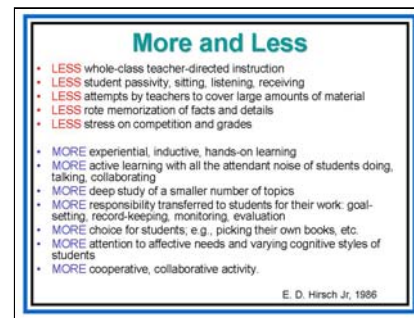 More and Less
• LESS whole-class teacher-directed instruction
• LESS student passivity, sitting, listening, receiving
• LESS attempts by teachers to cover large amounts of material
• LESS rote memorization of facts and details
• LESS stress on competition and grades
• MORE experiential, inductive, hands-on learning
• MORE active learning with all the attendant noise of students doing,
talking, collaborating
• MORE deep study of a smaller number of topics
• MORE responsibility transferred to students for their work: goal-
setting, record-keeping, monitoring, evaluation
• MORE choice for students; e.g., picking their own books, etc.
• MORE attention to affective needs and varying cognitive styles of
students
• MORE cooperative, collaborative activity.
E. D. Hirsch Jr, 1986